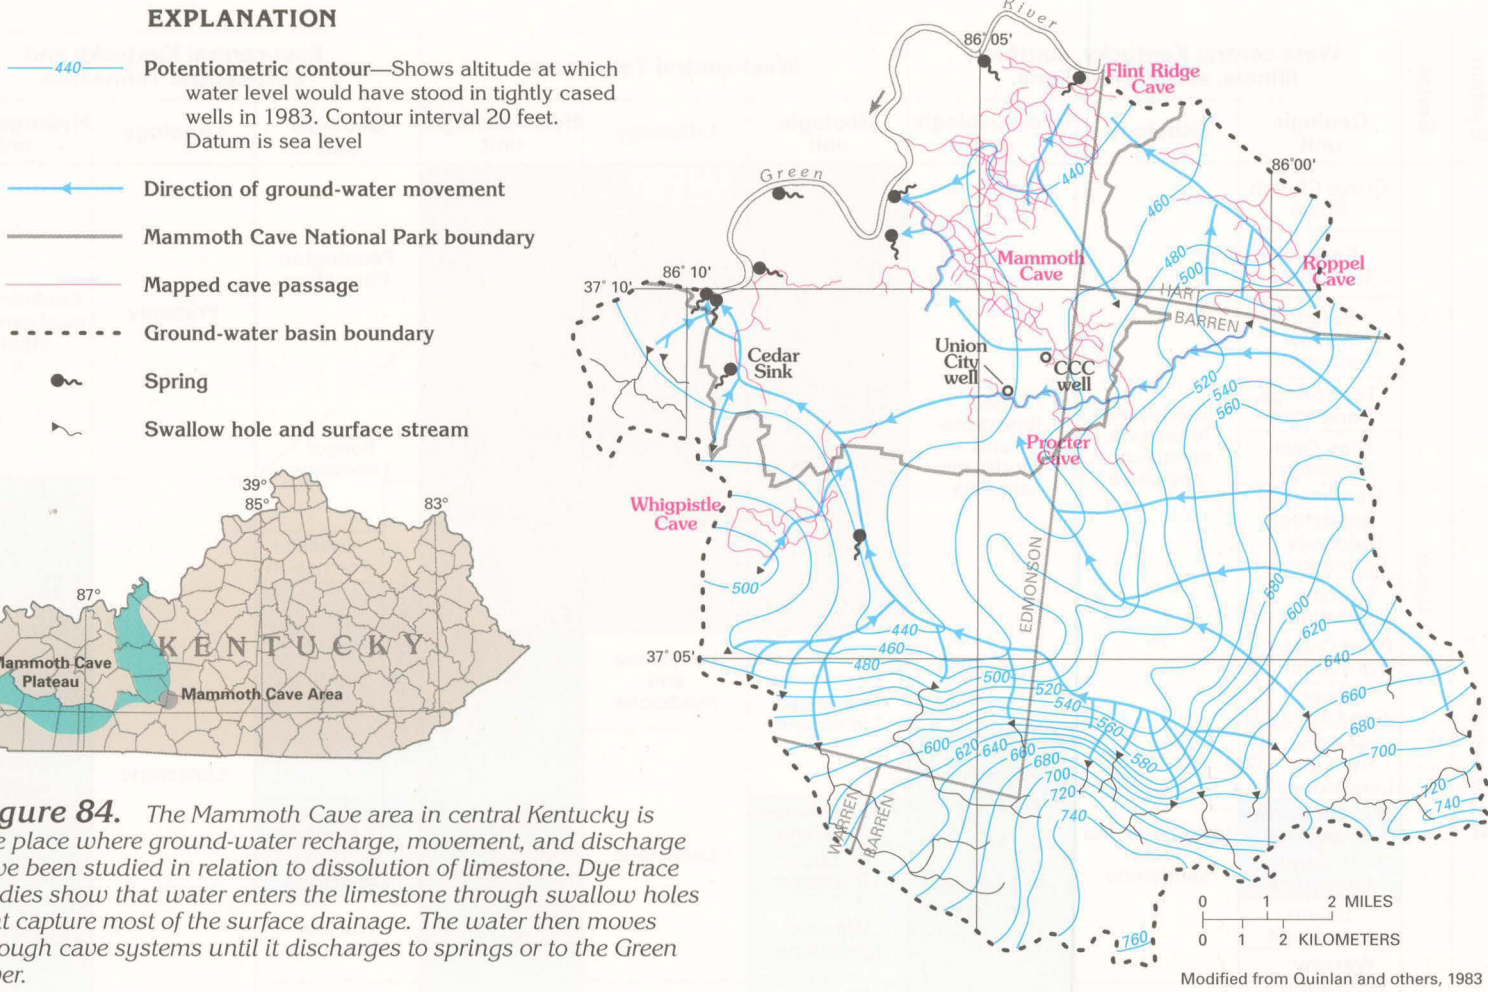 EXPLANATION
440
Potentiometric contour—Shows altitude at which
water level would have stood in tightly cased
wells in 1983. Contour interval 20 feet.
Datum is sea level
Direction of ground-water movement
Mammoth Cave National Park boundary
Mapped cave passage
Ground-water basin boundary
Spring
Swallow hole and surface stream
39°
85°
83°
87°
KENTUCKY
Mammoth Cave
Plateau
Mammoth Cave Area
River
86°05'
Flint Ridge
Cave
86°00'
Green
440
460
480
500
Mammoth
Cave
Roppel
Cave
86°10'
37°10'
HART
BARREN
Union
City
well
CCC
well
Cedar
Sink
520
540
560
Procter
Cave
Whigpistle
Cave
EDMONSON
500
580
600
620
640
660
680
700
720
740
440
460
480
37°05'
500
520
540
560
580
600
620
640
660
680
700
720
740
WARREN
BARREN
760
0 1 2 MILES
0 1 2 KILOMETERS
Modified from Quinlan and others, 1983
gure 84. The Mammoth Cave area in central Kentucky is
e place where ground-water recharge, movement, and discharge
ve been studied in relation to dissolution of limestone. Dye trace
dies show that water enters the limestone through swallow holes
at capture most of the surface drainage. The water then moves
ough cave systems until it discharges to springs or to the Green
er.